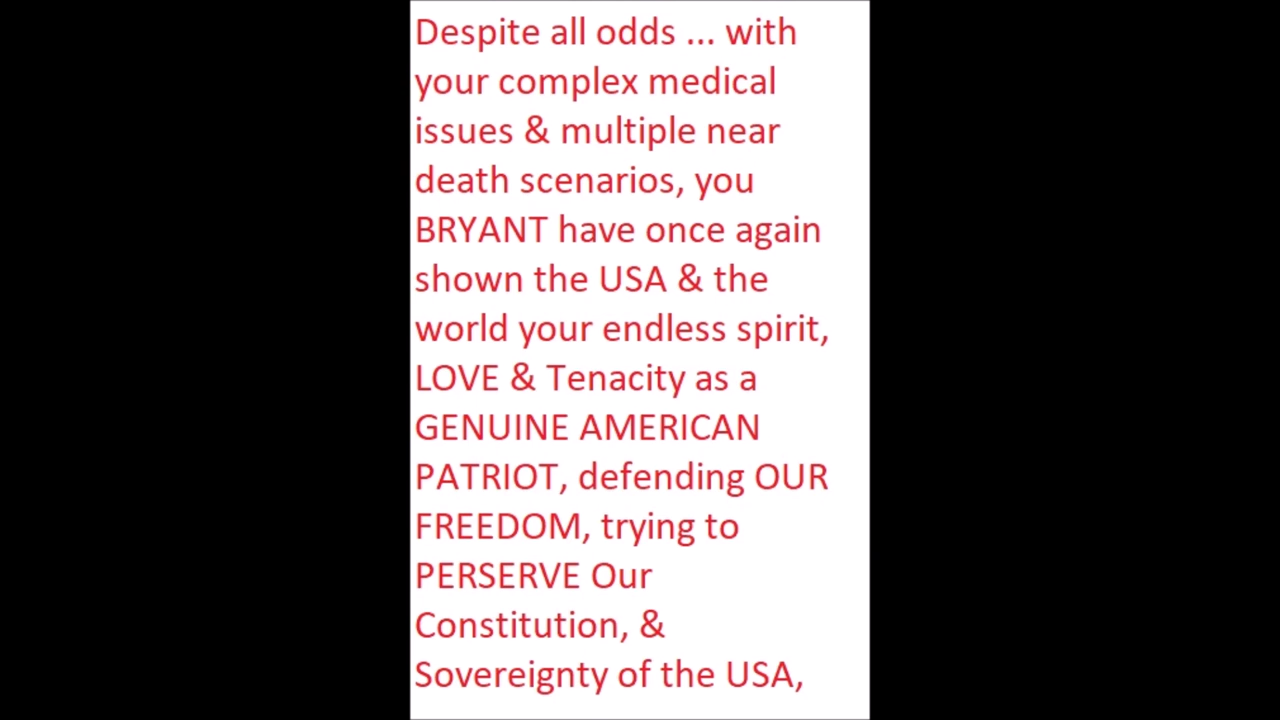 Despite all odds ... with
your complex medical
issues & multiple near
death scenarios, you
BRYANT have once again
shown the USA & the
world your endless spirit,
LOVE & Tenacity as a
GENUINE AMERICAN
PATRIOT, defending OUR
FREEDOM, trying to
PERSERVE Our
Constitution, &
Sovereignty of the USA,